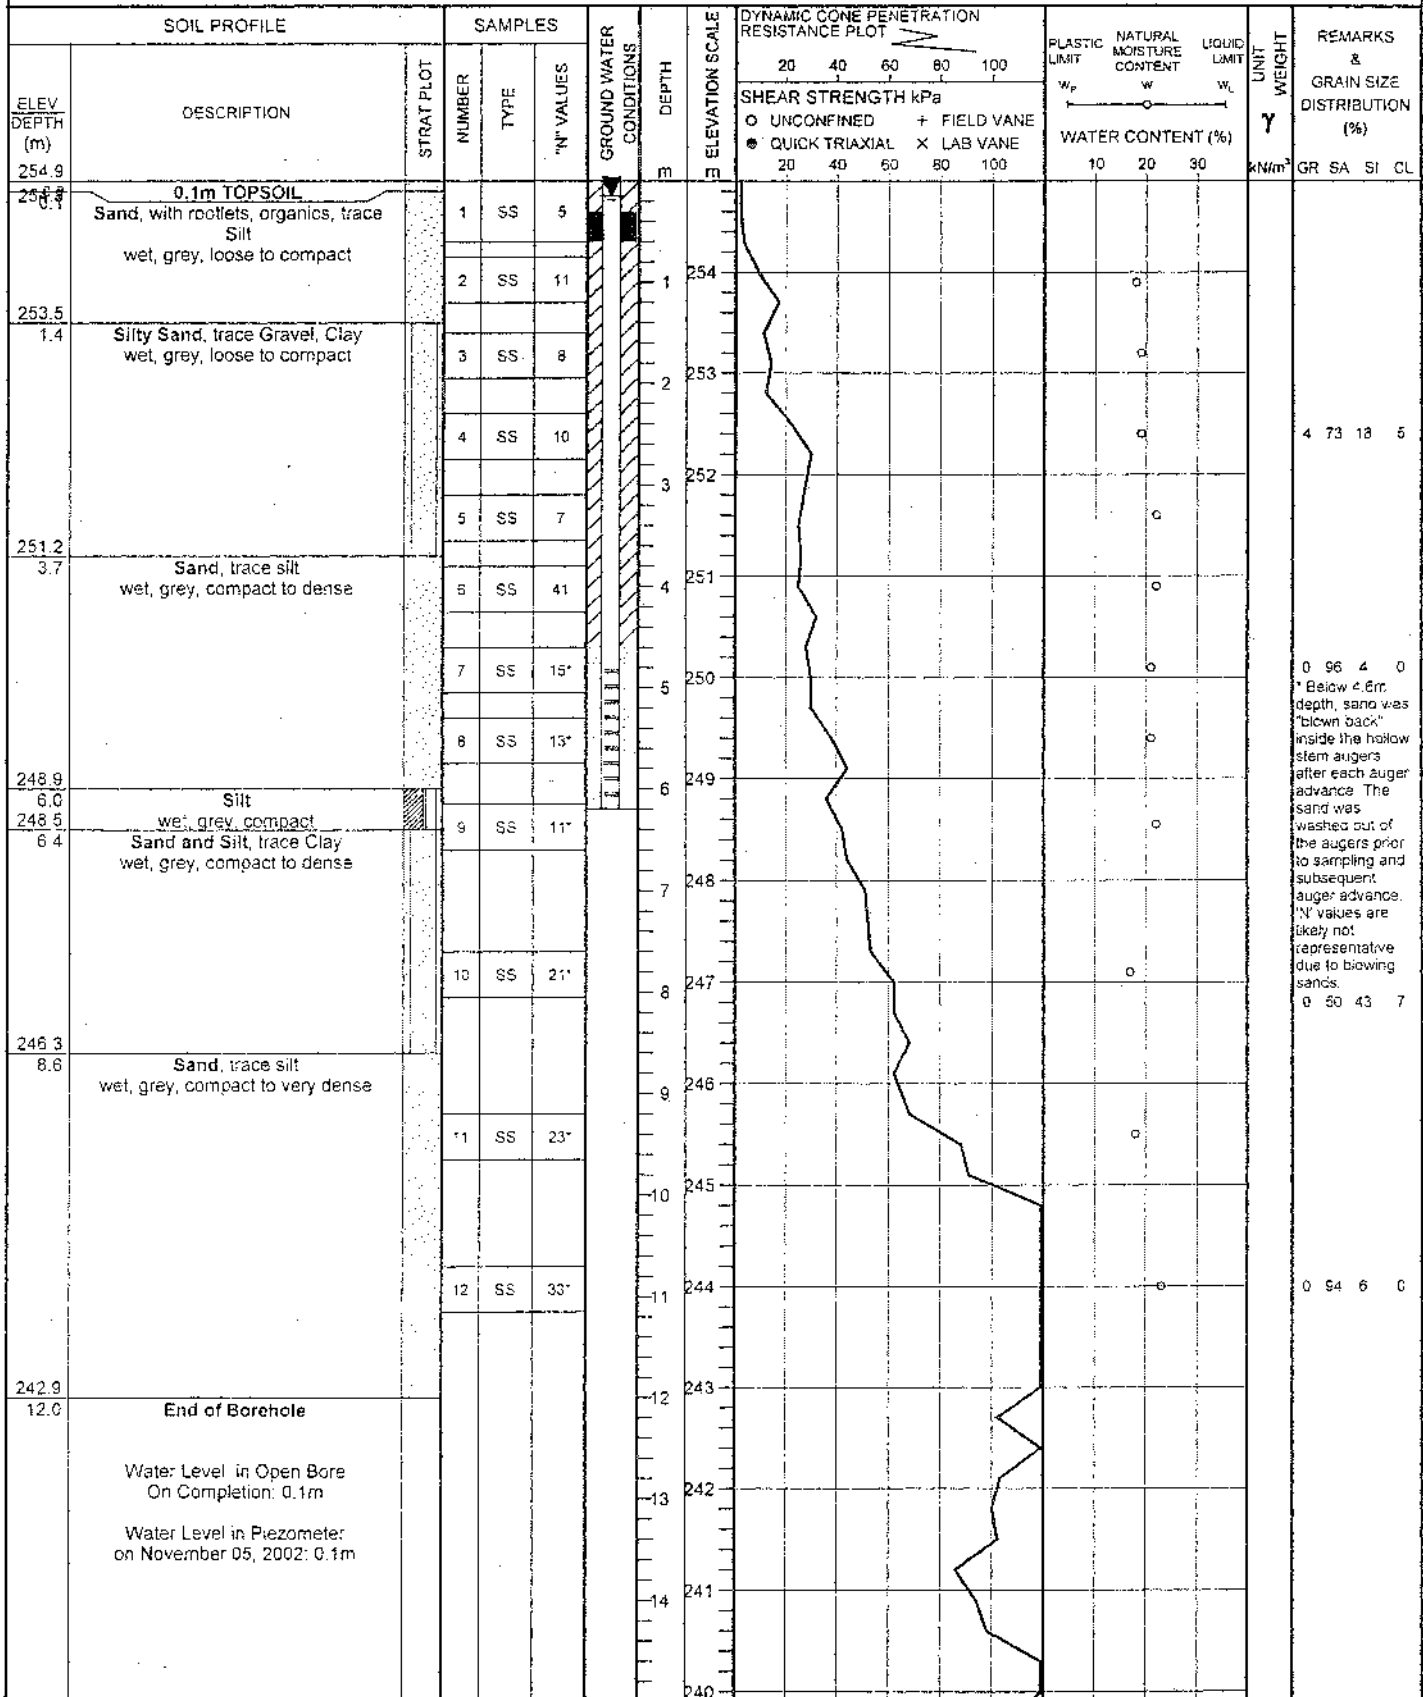 SOIL PROFILE
SAMPLES
GROUND WATER
CONDITIONS
DEPTH
m
ELEVATION SCALE
m
DYNAMIC CONE PENETRATION
RESISTANCE PLOT
20 40 60 80 100
SHEAR STRENGTH kPa
O UNCONFINED + FIELD VANE
● QUICK TRIAXIAL × LAB VANE
20 40 60 80 100
PLASTIC
LIMIT
NATURAL
MOISTURE
CONTENT
LIQUID
LIMIT
WP W WL
WATER CONTENT (%)
10 20 30
UNIT
WEIGHT
γ
kN/m³
REMARKS
&
GRAIN SIZE
DISTRIBUTION
(%)
GR SA SI CL
ELEV
DEPTH
(m)
DESCRIPTION
STRAT PLOT
NUMBER
TYPE
"N" VALUES
254.9
0.1
0.1m TOPSOIL
Sand, with rootlets, organics, trace
Silt
wet, grey, loose to compact
1 SS 5
2 SS 11
1
254
253.5
1.4
Silty Sand, trace Gravel, Clay
wet, grey, loose to compact
3 SS 8
2
253
4 SS 10
4 73 18 5
3
252
5 SS 7
251.2
3.7
Sand, trace silt
wet, grey, compact to dense
6 SS 41
4
251
7 SS 15*
5
250
0 96 4 0
* Below 4.6m
depth, sand was
"blown back"
inside the hollow
stem augers
after each auger
advance. The
sand was
washed out of
the augers prior
to sampling and
subsequent
auger advance.
'N' values are
likely not
representative
due to blowing
sands.
8 SS 13*
6
249
248.9
6.0
Silt
wet, grey, compact
248.5
6.4
Sand and Silt, trace Clay
wet, grey, compact to dense
9 SS 11*
7
248
10 SS 21*
8
247
0 50 43 7
246.3
8.6
Sand, trace silt
wet, grey, compact to very dense
9
246
11 SS 23*
10
245
12 SS 33*
11
244
0 94 6 0
242.9
12.0
End of Borehole
12
243
Water Level in Open Bore
On Completion: 0.1m
13
242
Water Level in Piezometer
on November 05, 2002: 0.1m
14
241
240